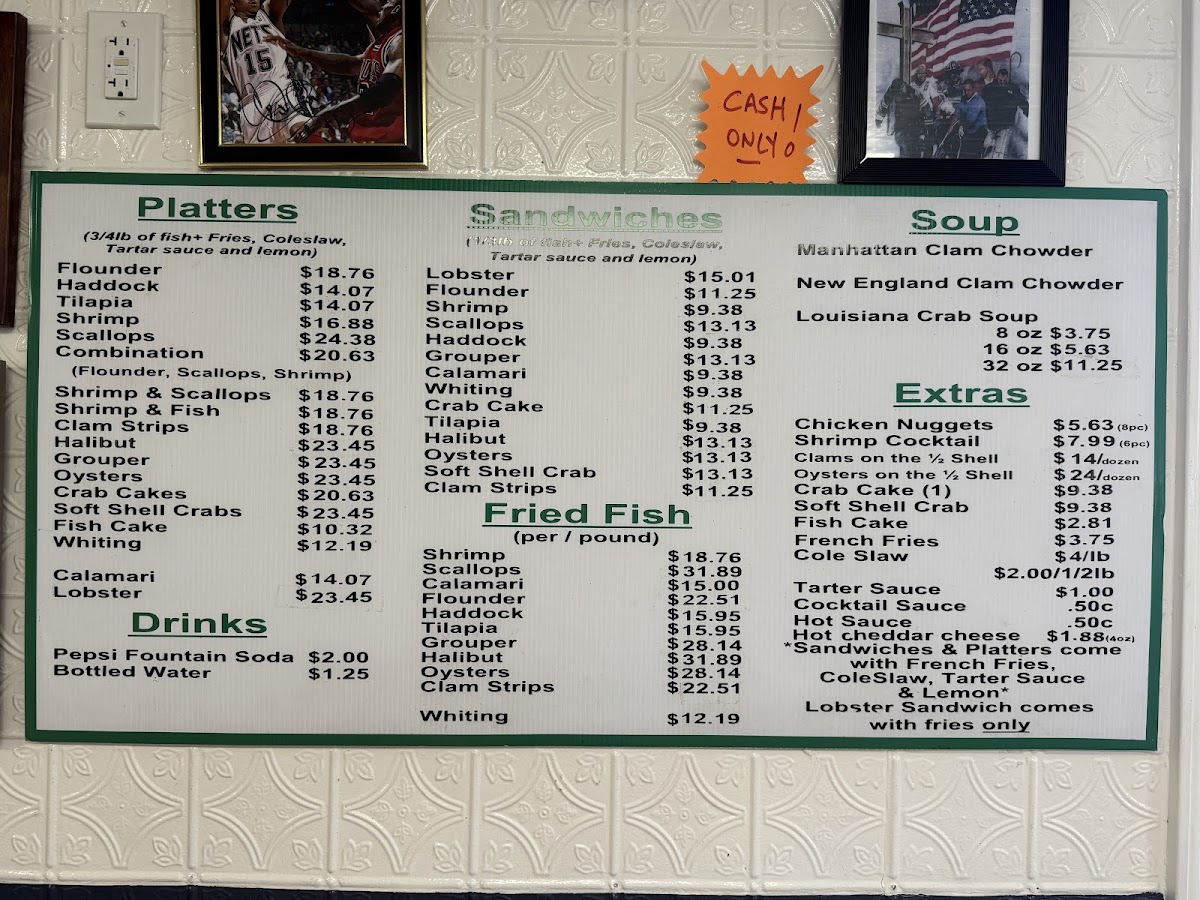 NETS
15
CASH
ONLY!
Platters
(3/4lb of fish+ Fries, Coleslaw,
Tartar sauce and lemon)
Flounder $18.76
Haddock $14.07
Tilapia $14.07
Shrimp $16.88
Scallops $24.38
Combination $20.63
(Flounder, Scallops, Shrimp)
Shrimp & Scallops $18.76
Shrimp & Fish $18.76
Clam Strips $18.76
Halibut $23.45
Grouper $23.45
Oysters $23.45
Crab Cakes $20.63
Soft Shell Crabs $23.45
Fish Cake $10.32
Whiting $12.19
Calamari $14.07
Lobster $23.45
Drinks
Pepsi Fountain Soda $2.00
Bottled Water $1.25
Sandwiches
of fish+ Fries, Coleslaw,
Tartar sauce and lemon)
Lobster $15.01
Flounder $11.25
Shrimp $9.38
Scallops $13.13
Haddock $9.38
Grouper $13.13
Calamari $9.38
Whiting $9.38
Crab Cake $11.25
Tilapia $9.38
Halibut $13.13
Oysters $13.13
Soft Shell Crab $13.13
Clam Strips $11.25
Fried Fish
(per / pound)
Shrimp $18.76
Scallops $31.89
Calamari $15.00
Flounder $22.51
Haddock $15.95
Tilapia $15.95
Grouper $28.14
Halibut $31.89
Oysters $28.14
Clam Strips $22.51
Whiting $12.19
Soup
Manhattan Clam Chowder
New England Clam Chowder
Louisiana Crab Soup
8 oz $3.75
16 oz $5.63
32 oz $11.25
Extras
Chicken Nuggets $5.63 (8pc)
Shrimp Cocktail $7.99 (6pc)
Clams on the ½ Shell $ 14/dozen
Oysters on the ½ Shell $ 24/dozen
Crab Cake (1) $9.38
Soft Shell Crab $9.38
Fish Cake $2.81
French Fries $3.75
Cole Slaw $4/lb
$2.00/1/2lb
Tarter Sauce $1.00
Cocktail Sauce .50c
Hot Sauce .50c
Hot cheddar cheese $1.88(4oz)
*Sandwiches & Platters come
with French Fries,
ColeSlaw, Tarter Sauce
& Lemon*
Lobster Sandwich comes
with fries only